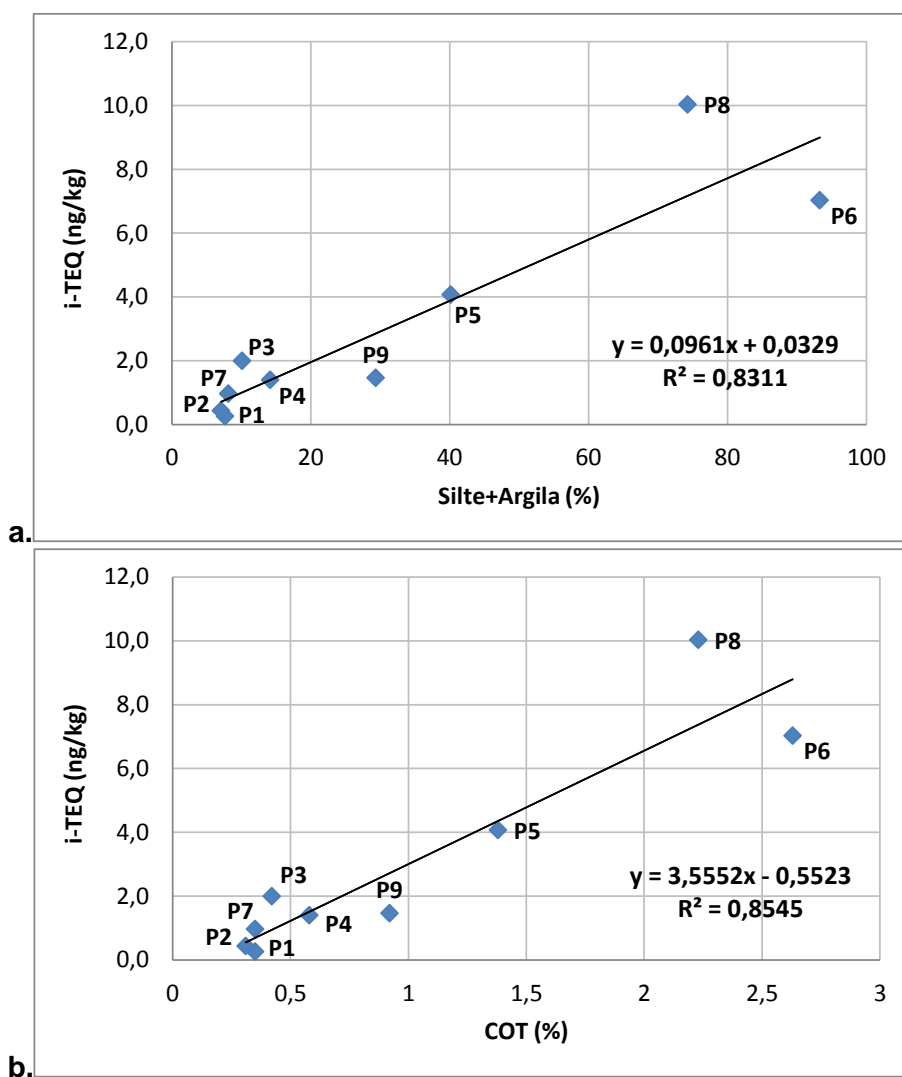 12,0
10,0
8,0
6,0
4,0
2,0
0,0
i-TEQ (ng/kg)
P8
P6
P5
P3
P9
P7
P4
P2
P1
y = 0,0961x + 0,0329
R² = 0,8311
0 20 40 60 80 100
Silte+Argila (%)
a.
12,0
10,0
8,0
6,0
4,0
2,0
0,0
i-TEQ (ng/kg)
P8
P6
P5
P3
P9
P7
P4
P2
P1
y = 3,5552x - 0,5523
R² = 0,8545
0 0,5 1 1,5 2 2,5 3
COT (%)
b.